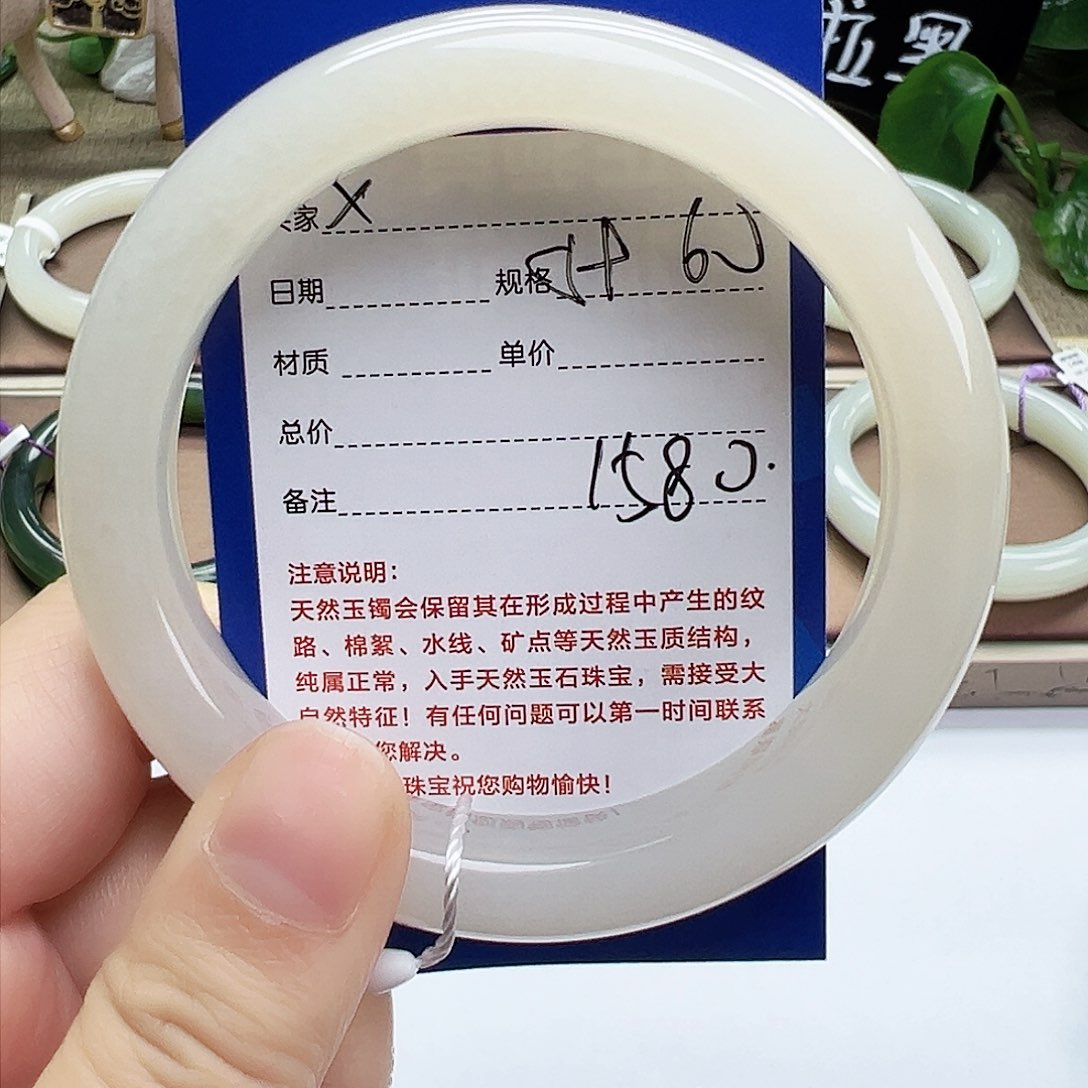 拉黑
家 X
日期 规格 60
材质 单价
总价
备注 1580.
注意说明：
天然玉镯会保留其在形成过程中产生的纹
路、棉絮、水线、矿点等天然玉质结构，
纯属正常，入手天然玉石珠宝，需接受大
自然特征！有任何问题可以第一时间联系
您解决。
珠宝祝您购物愉快！